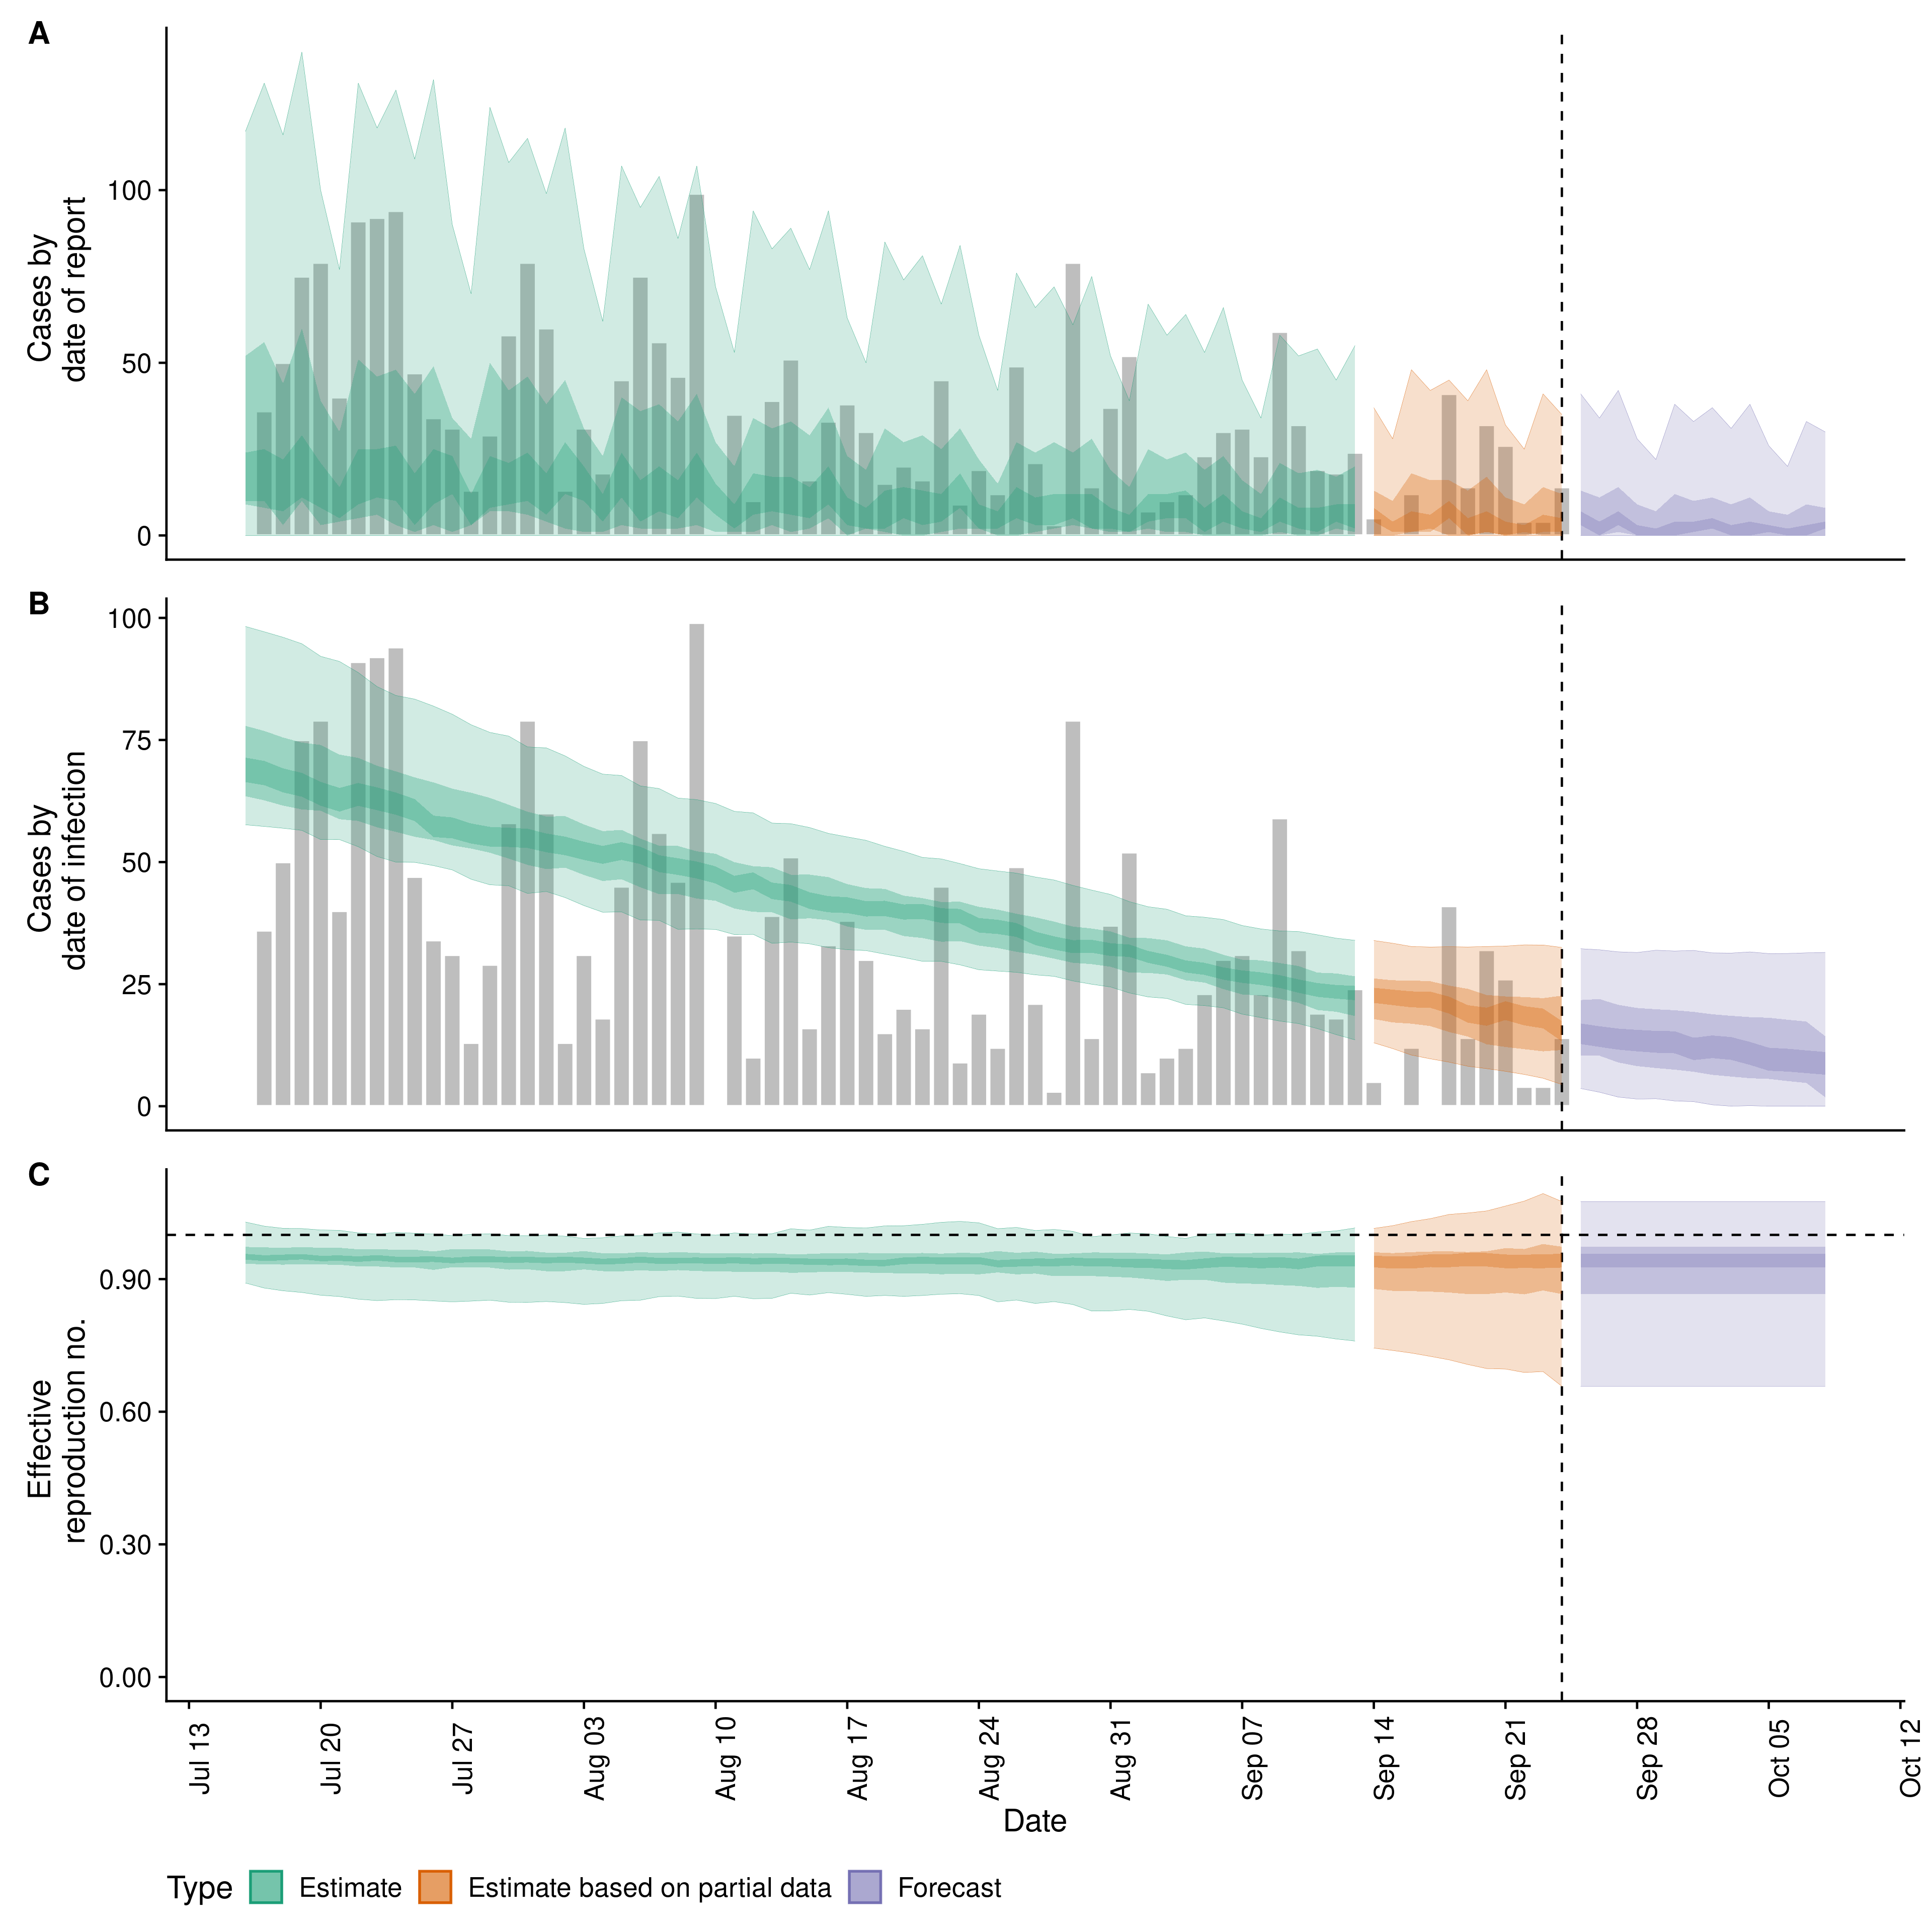 A
Cases by
date of report
100
50
0
B
Cases by
date of infection
100
75
50
25
0
C
Effective
reproduction no.
0.90
0.60
0.30
0.00
Jul 13
Jul 20
Jul 27
Aug 03
Aug 10
Aug 17
Aug 24
Aug 31
Sep 07
Sep 14
Sep 21
Sep 28
Oct 05
Oct 12
Date
Type Estimate Estimate based on partial data Forecast